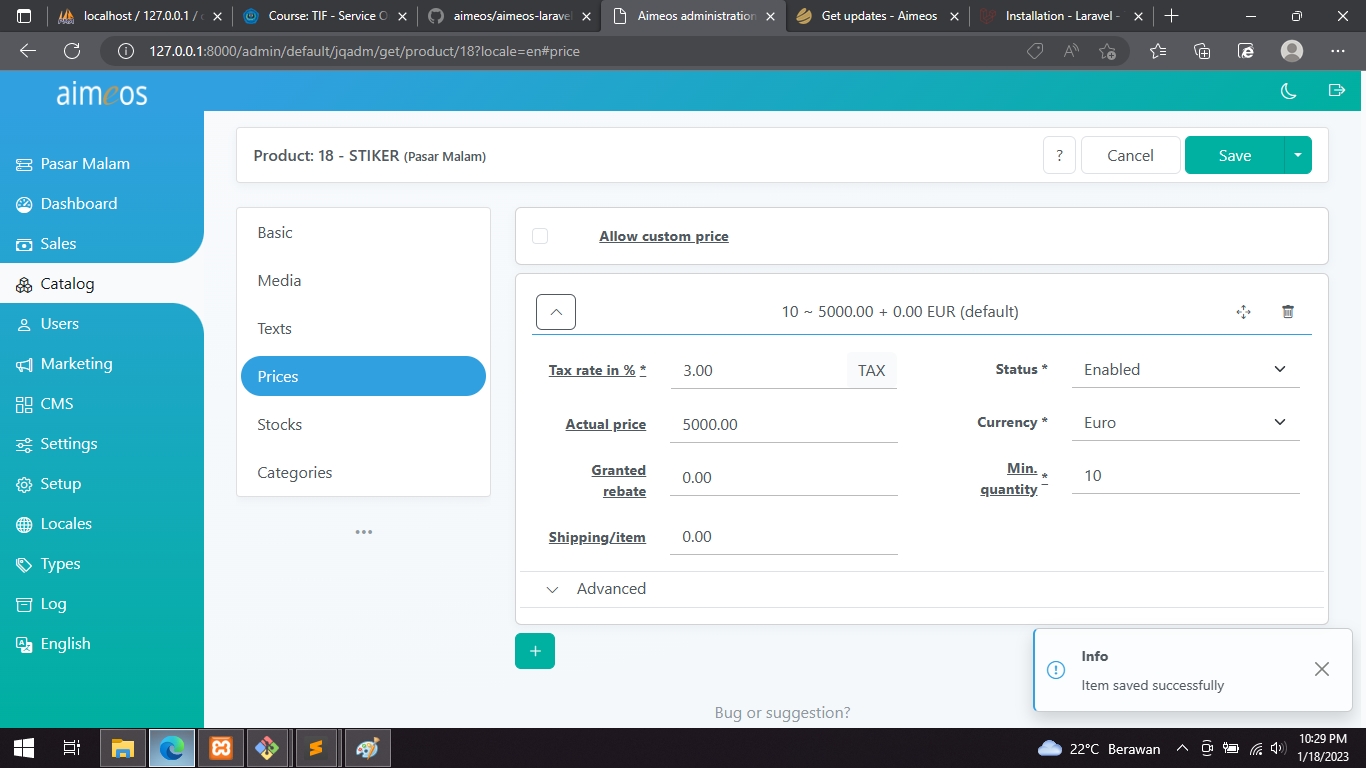 localhost / 127.0.0.1 /
Course: TIF - Service O
aimeos/aimeos-laravel
Aimeos administration
Get updates - Aimeos
Installation - Laravel -
127.0.0.1:8000/admin/default/jqadm/get/product/18?locale=en#price
aimeos
Pasar Malam
Dashboard
Sales
Catalog
Users
Marketing
CMS
Settings
Setup
Locales
Types
Log
English
Product: 18 - STIKER (Pasar Malam)
?
Cancel
Save
Basic
Media
Texts
Prices
Stocks
Categories
Allow custom price
10 ~ 5000.00 + 0.00 EUR (default)
Tax rate in % * 3.00 TAX
Status * Enabled
Actual price 5000.00
Currency * Euro
Granted
rebate 0.00
Min.
quantity * 10
Shipping/item 0.00
Advanced
+
Bug or suggestion?
Info
Item saved successfully
22°C Berawan
10:29 PM
1/18/2023